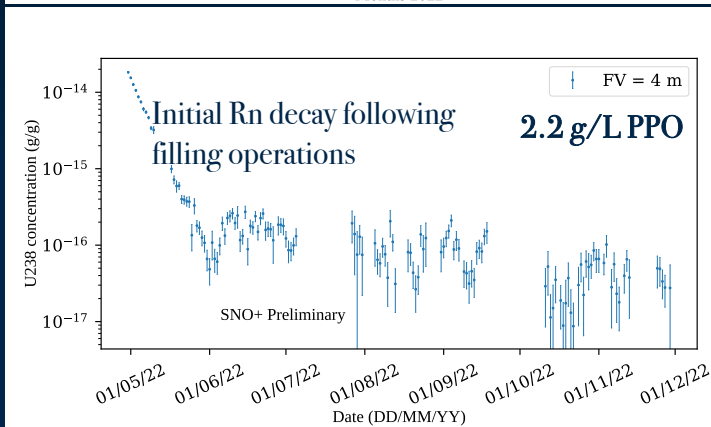 FV = 4 m
2.2 g/L PPO
Initial Rn decay following
filling operations
SNO+ Preliminary
U238 concentration (g/g)
10⁻¹⁴
10⁻¹⁵
10⁻¹⁶
10⁻¹⁷
01/05/22 01/06/22 01/07/22 01/08/22 01/09/22 01/10/22 01/11/22 01/12/22
Date (DD/MM/YY)